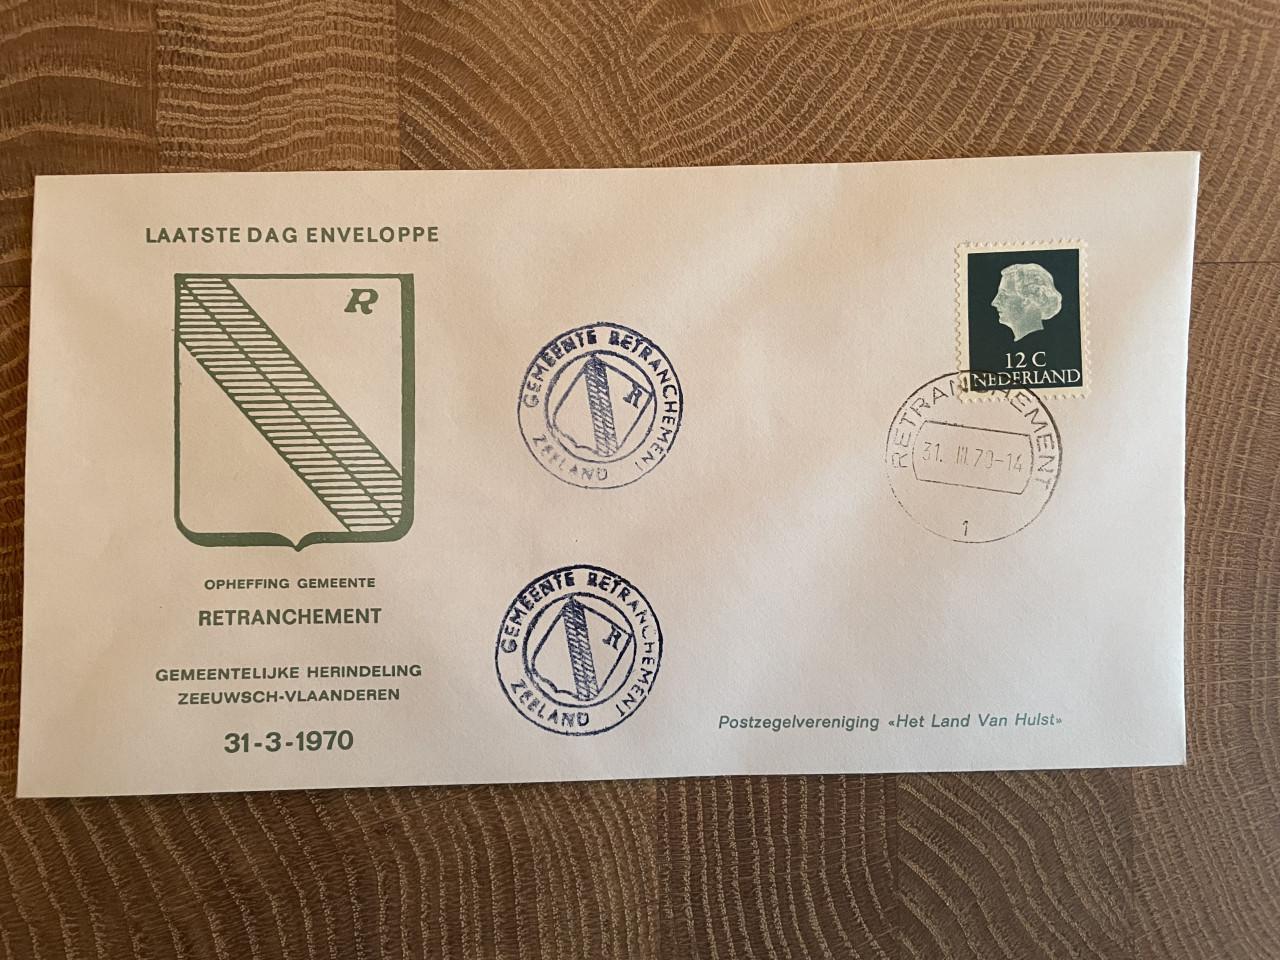 LAATSTE DAG ENVELOPPE
R
OPHEFFING GEMEENTE
RETRANCHEMENT
GEMEENTELIJKE HERINDELING
ZEEUWSCH-VLAANDEREN
31-3-1970
GEMEENTE RETRANCHEMENT
R
ZEELAND
GEMEENTE RETRANCHEMENT
R
ZEELAND
12 C
NEDERLAND
RETRANCHEMENT
31. III.70-14
1
Postzegelvereniging «Het Land Van Hulst»